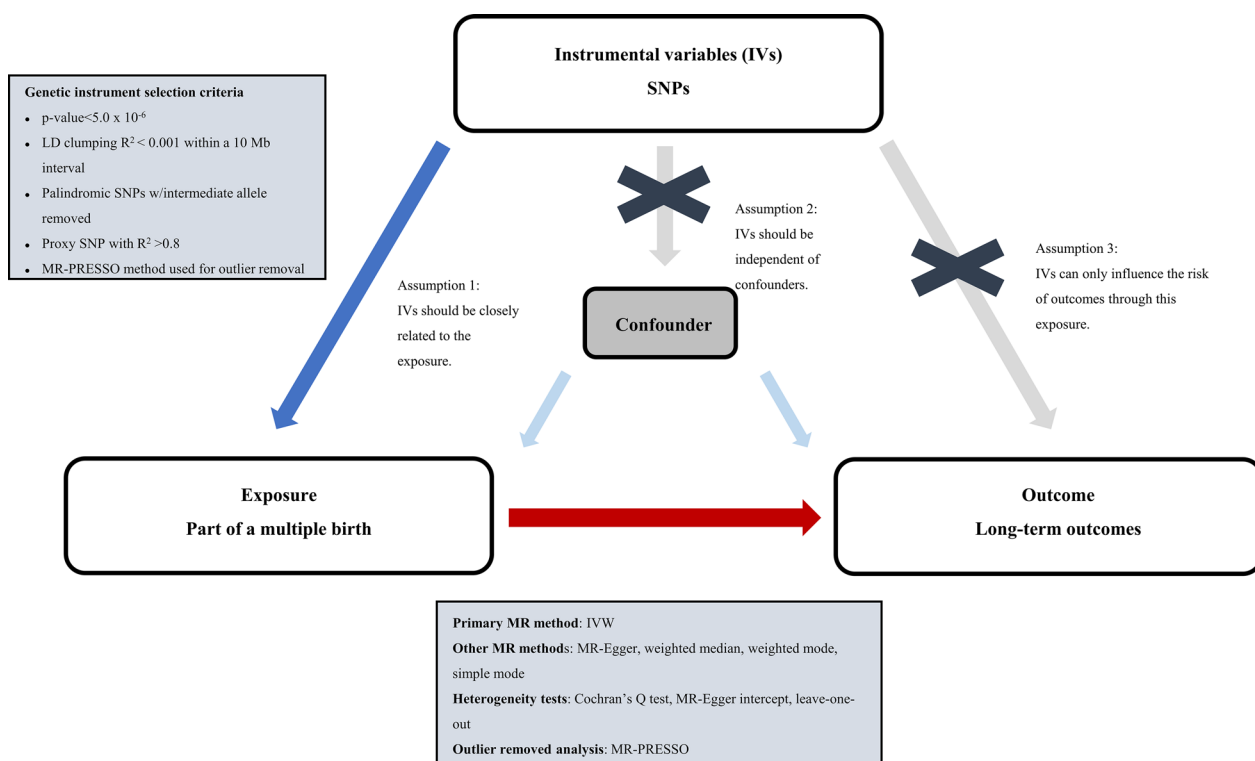 Instrumental variables (IVs)
SNPs
Genetic instrument selection criteria
• p-value<5.0 x 10⁻⁶
• LD clumping R² < 0.001 within a 10 Mb
interval
• Palindromic SNPs w/intermediate allele
removed
• Proxy SNP with R² >0.8
• MR-PRESSO method used for outlier removal
Assumption 1:
IVs should be closely
related to the
exposure.
Assumption 2:
IVs should be
independent of
confounders.
Assumption 3:
IVs can only influence the risk
of outcomes through this
exposure.
Confounder
Exposure
Part of a multiple birth
Outcome
Long-term outcomes
Primary MR method: IVW
Other MR methods: MR-Egger, weighted median, weighted mode,
simple mode
Heterogeneity tests: Cochran’s Q test, MR-Egger intercept, leave-one-
out
Outlier removed analysis: MR-PRESSO